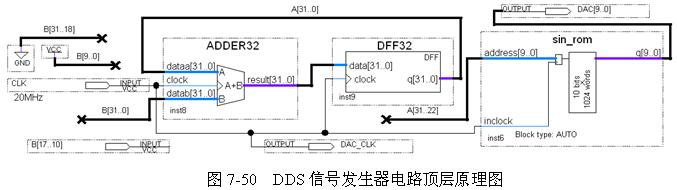 A[31..0]
OUTPUT
DAC[9..0]
B[31..18]
VCC
GND
B[9..0]
ADDER32
dataa[31..0]
A
clock
A+B
result[31..0]
datab[31..0]
B
inst8
DFF32
DFF
data[31..0]
clock
q[31..0]
inst9
sin_rom
address[9..0]
q[9..0]
10 bits ×
1024 words
inclock
Block type: AUTO
inst6
CLK
INPUT
VCC
20MHz
B[31..0]
A[31..22]
B[17..10]
INPUT
VCC
OUTPUT
DAC_CLK
图 7-50 DDS 信号发生器电路顶层原理图